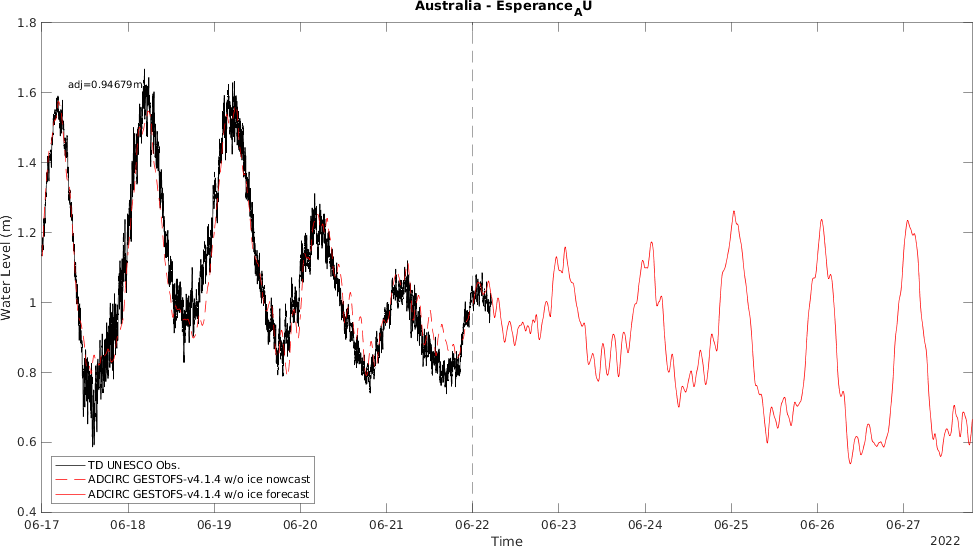 Australia - Esperance_AU
1.8
1.6
1.4
1.2
1
0.8
0.6
0.4
Water Level (m)
adj=0.94679m
TD UNESCO Obs.
ADCIRC GESTOFS-v4.1.4 w/o ice nowcast
ADCIRC GESTOFS-v4.1.4 w/o ice forecast
06-17 06-18 06-19 06-20 06-21 06-22 06-23 06-24 06-25 06-26 06-27
Time
2022